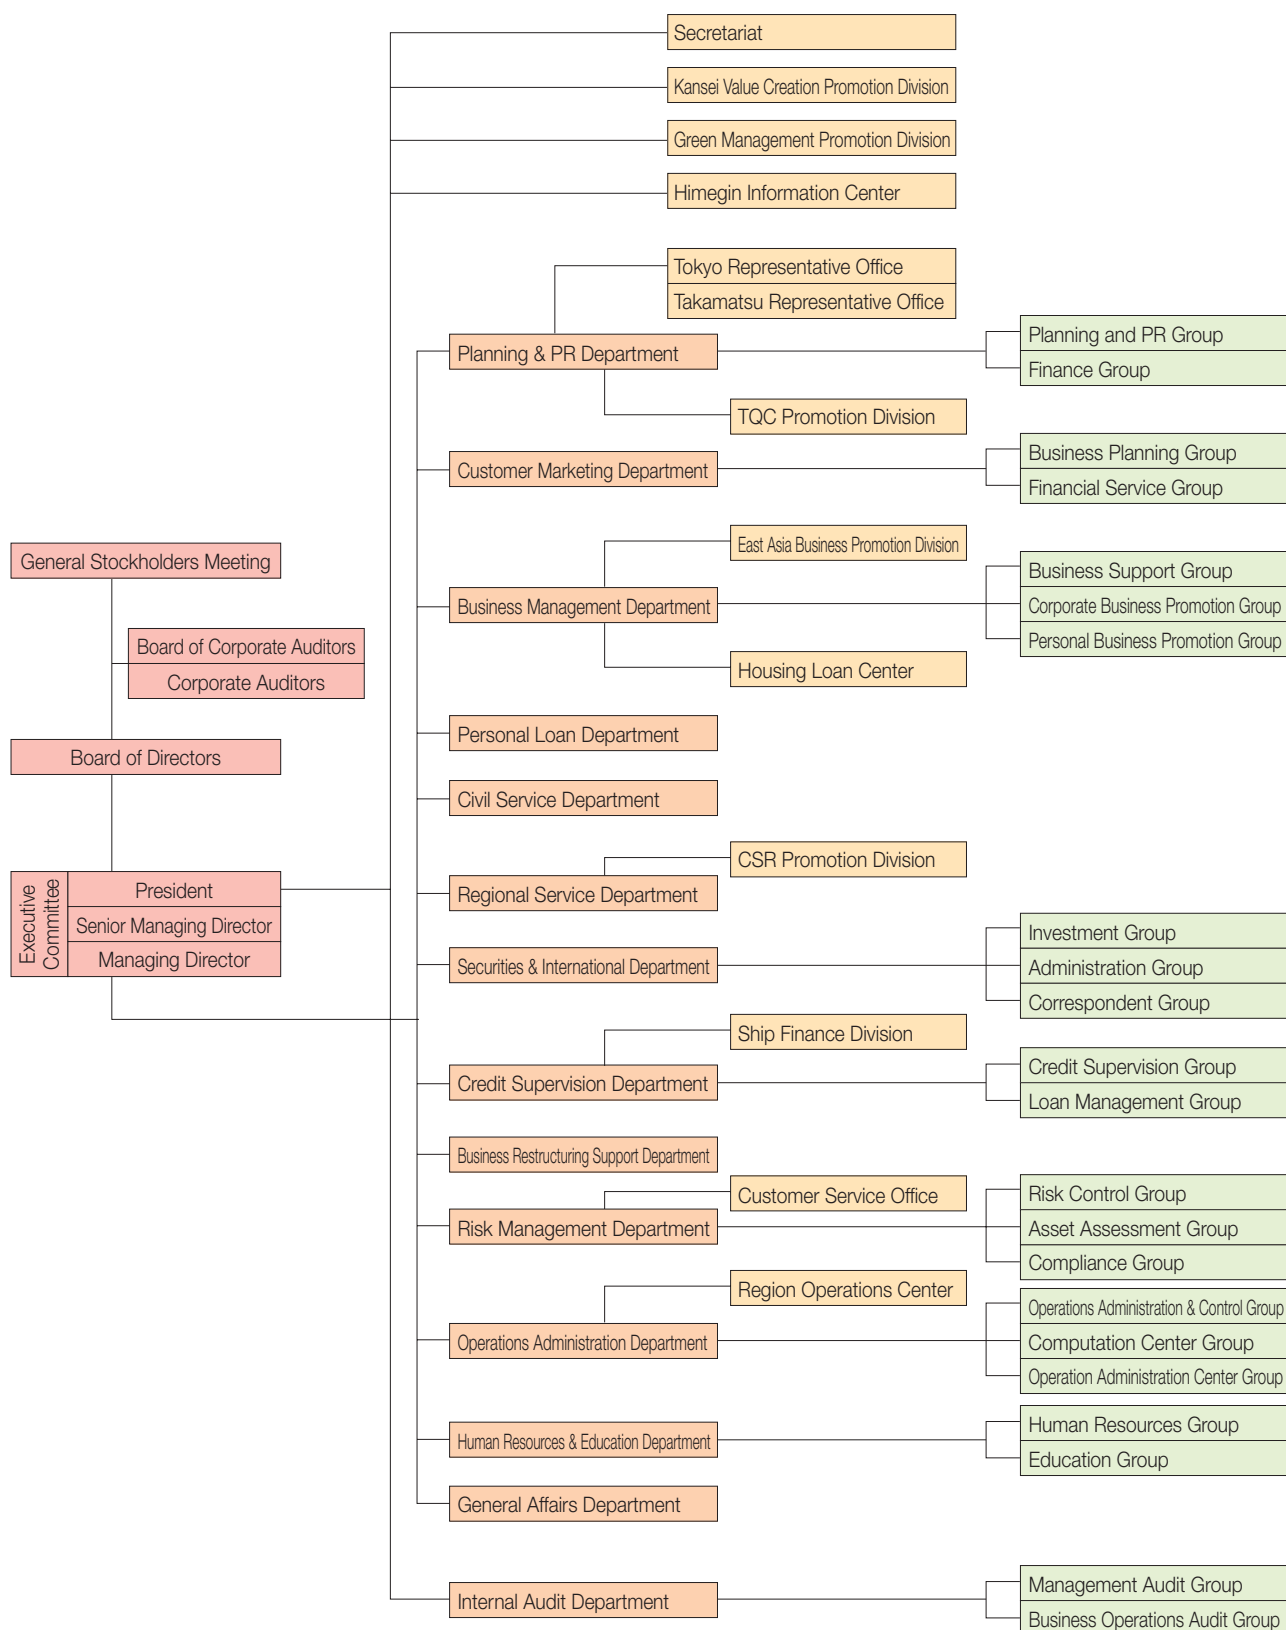 Secretariat
Kansei Value Creation Promotion Division
Green Management Promotion Division
Himegin Information Center
Tokyo Representative Office
Takamatsu Representative Office
Planning & PR Department
Planning and PR Group
Finance Group
TQC Promotion Division
Customer Marketing Department
Business Planning Group
Financial Service Group
General Stockholders Meeting
Board of Corporate Auditors
Corporate Auditors
Board of Directors
Executive
Committee
President
Senior Managing Director
Managing Director
East Asia Business Promotion Division
Business Management Department
Business Support Group
Corporate Business Promotion Group
Personal Business Promotion Group
Housing Loan Center
Personal Loan Department
Civil Service Department
CSR Promotion Division
Regional Service Department
Securities & International Department
Investment Group
Administration Group
Correspondent Group
Ship Finance Division
Credit Supervision Department
Credit Supervision Group
Loan Management Group
Business Restructuring Support Department
Customer Service Office
Risk Management Department
Risk Control Group
Asset Assessment Group
Compliance Group
Region Operations Center
Operations Administration Department
Operations Administration & Control Group
Computation Center Group
Operation Administration Center Group
Human Resources & Education Department
Human Resources Group
Education Group
General Affairs Department
Internal Audit Department
Management Audit Group
Business Operations Audit Group